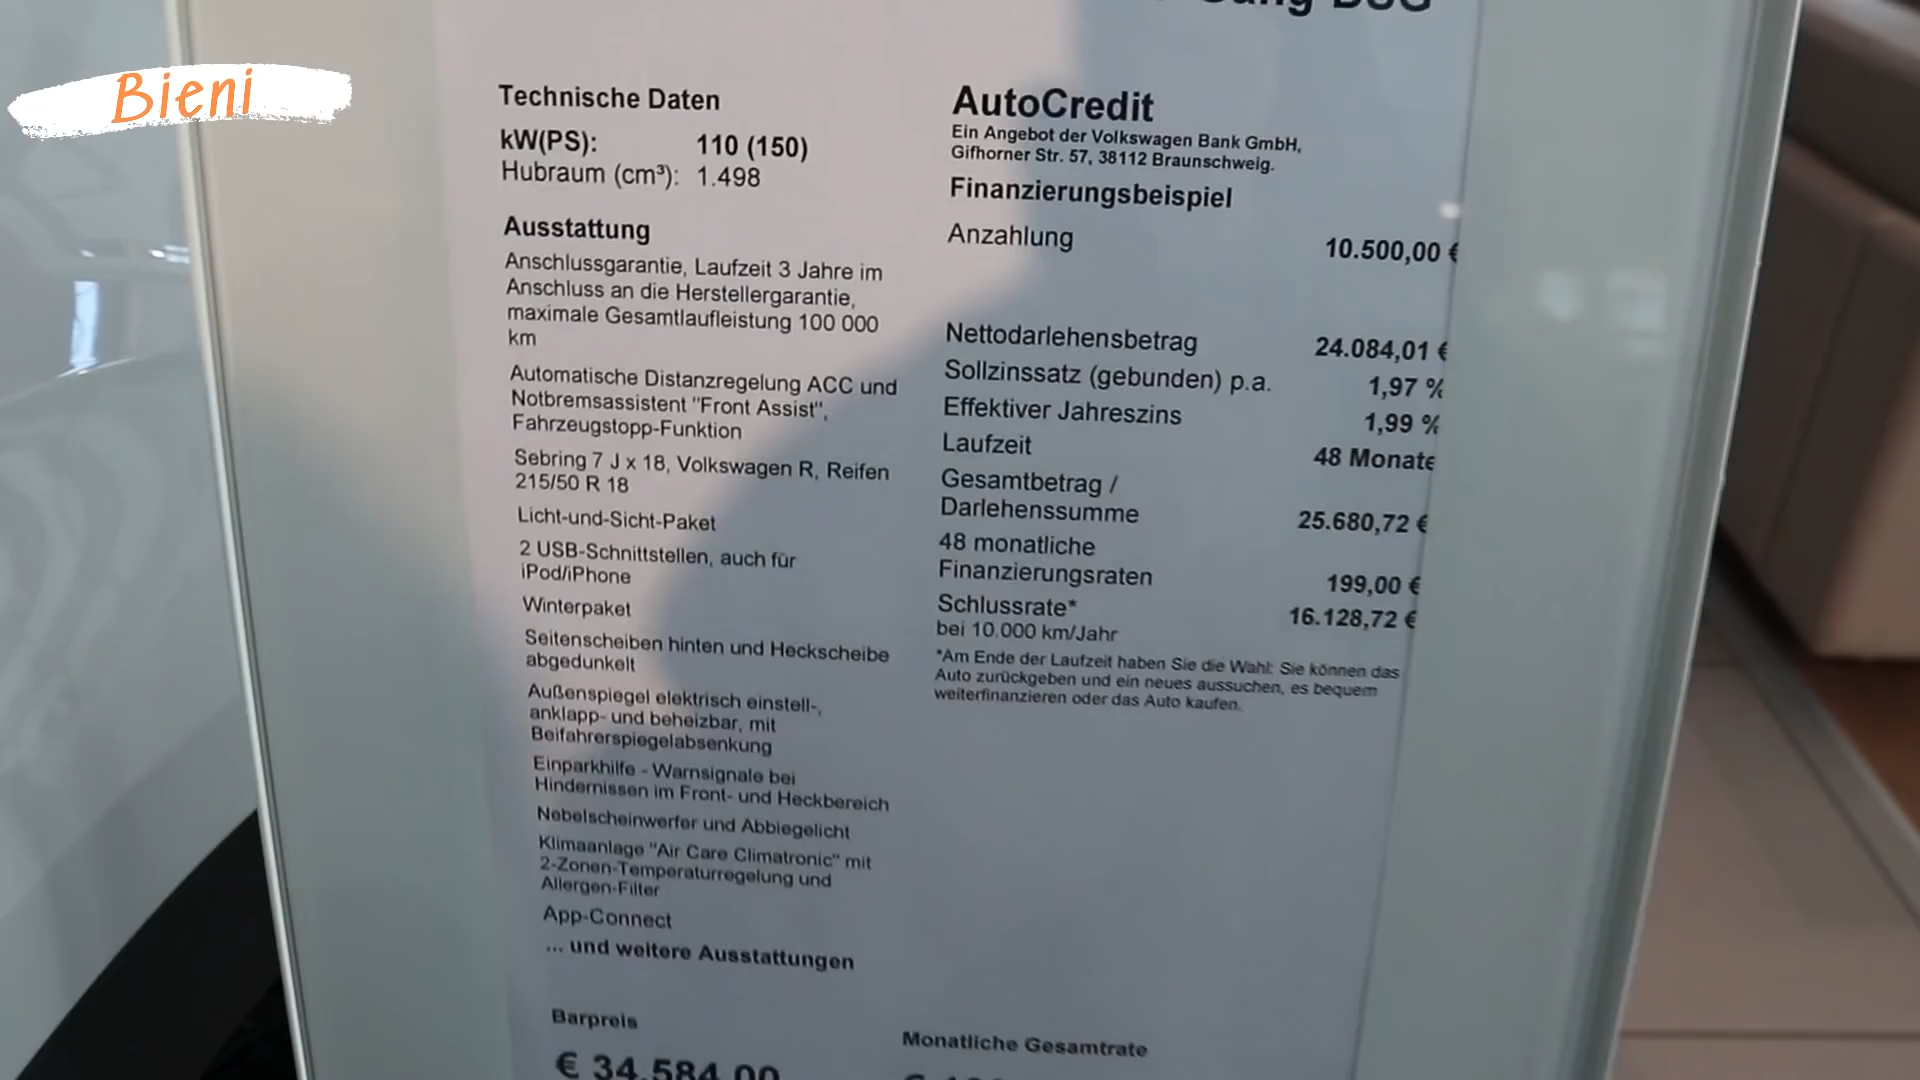 Bieni
DSG
Technische Daten
kW(PS): 110 (150)
Hubraum (cm³): 1.498
Ausstattung
Anschlussgarantie, Laufzeit 3 Jahre im
Anschluss an die Herstellergarantie,
maximale Gesamtlaufleistung 100 000
km
Automatische Distanzregelung ACC und
Notbremsassistent "Front Assist",
Fahrzeugstopp-Funktion
Sebring 7 J x 18, Volkswagen R, Reifen
215/50 R 18
Licht-und-Sicht-Paket
2 USB-Schnittstellen, auch für
iPod/iPhone
Winterpaket
Seitenscheiben hinten und Heckscheibe
abgedunkelt
Außenspiegel elektrisch einstell-,
anklapp- und beheizbar, mit
Beifahrerspiegelabsenkung
Einparkhilfe - Warnsignale bei
Hindernissen im Front- und Heckbereich
Nebelscheinwerfer und Abbiegelicht
Klimaanlage "Air Care Climatronic" mit
2-Zonen-Temperaturregelung und
Allergen-Filter
App-Connect
... und weitere Ausstattungen
Barpreis
€ 34.584,00
AutoCredit
Ein Angebot der Volkswagen Bank GmbH,
Gifhorner Str. 57, 38112 Braunschweig.
Finanzierungsbeispiel
Anzahlung 10.500,00 €
Nettodarlehensbetrag 24.084,01 €
Sollzinssatz (gebunden) p.a. 1,97 %
Effektiver Jahreszins 1,99 %
Laufzeit 48 Monate
Gesamtbetrag /
Darlehenssumme 25.680,72 €
48 monatliche
Finanzierungsraten 199,00 €
Schlussrate* 16.128,72 €
bei 10.000 km/Jahr
*Am Ende der Laufzeit haben Sie die Wahl: Sie können das
Auto zurückgeben und ein neues aussuchen, es bequem
weiterfinanzieren oder das Auto kaufen.
Monatliche Gesamtrate